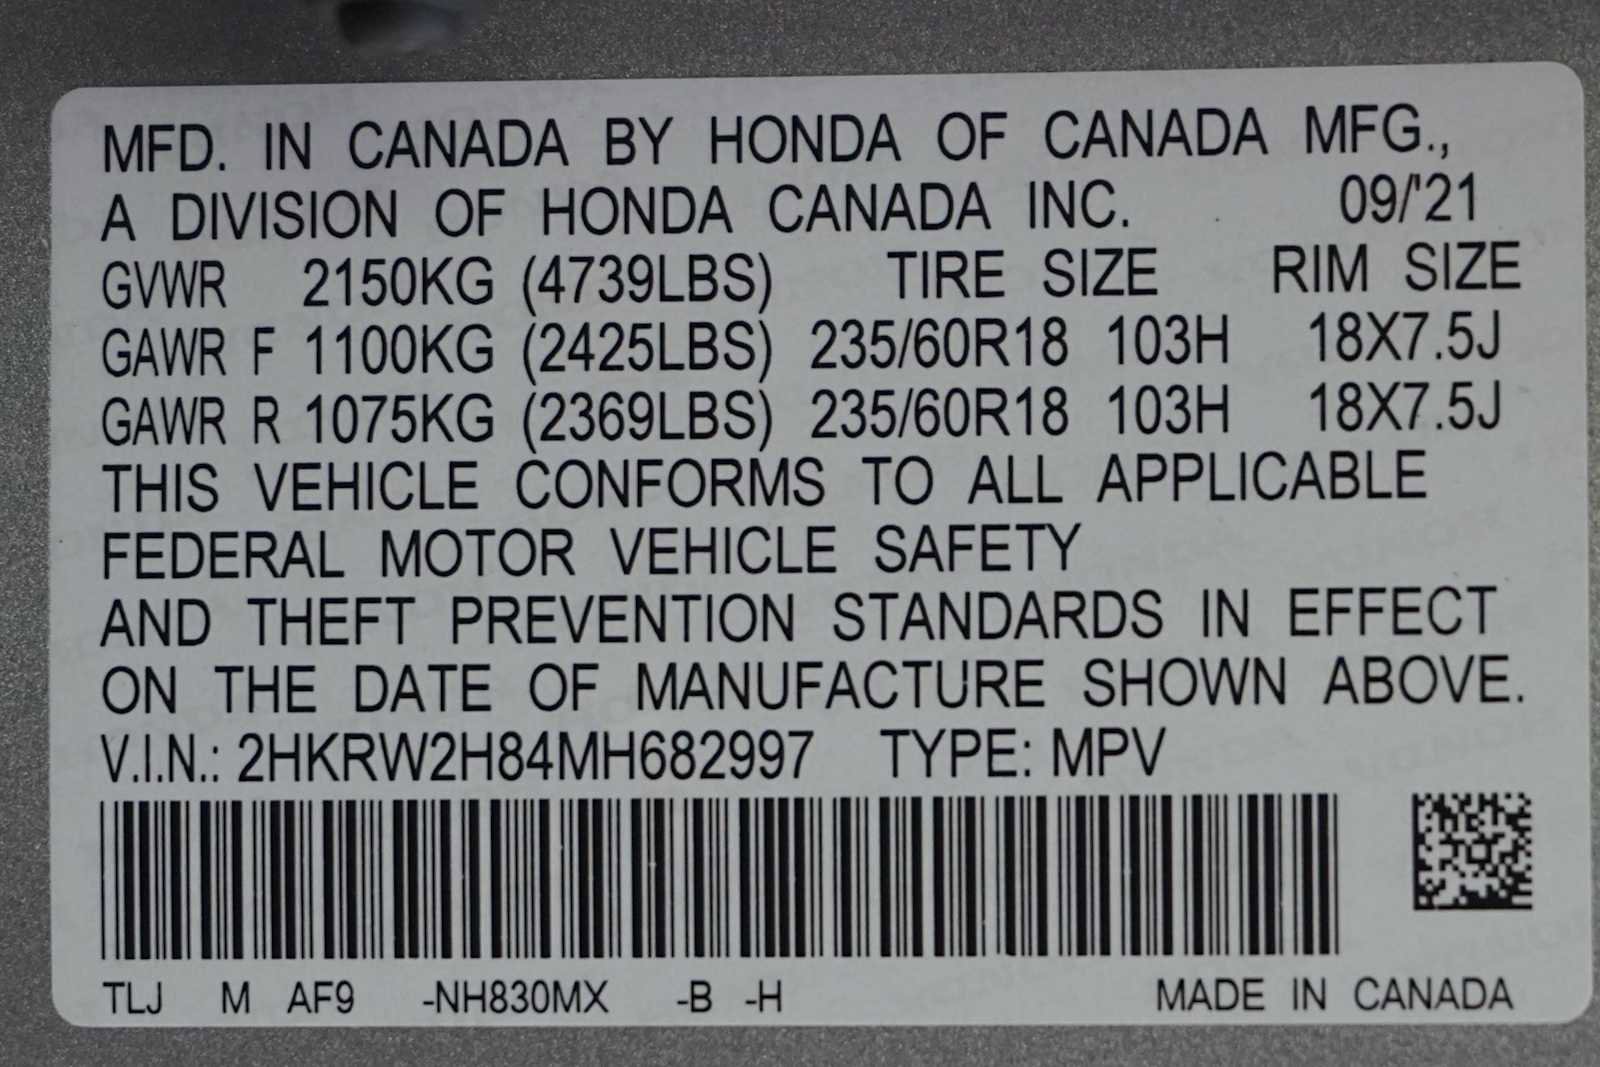 MFD. IN CANADA BY HONDA OF CANADA MFG.,
A DIVISION OF HONDA CANADA INC. 09/'21
GVWR 2150KG (4739LBS) TIRE SIZE RIM SIZE
GAWR F 1100KG (2425LBS) 235/60R18 103H 18X7.5J
GAWR R 1075KG (2369LBS) 235/60R18 103H 18X7.5J
THIS VEHICLE CONFORMS TO ALL APPLICABLE
FEDERAL MOTOR VEHICLE SAFETY
AND THEFT PREVENTION STANDARDS IN EFFECT
ON THE DATE OF MANUFACTURE SHOWN ABOVE.
V.I.N.: 2HKRW2H84MH682997 TYPE: MPV
TLJ M AF9 -NH830MX -B -H MADE IN CANADA